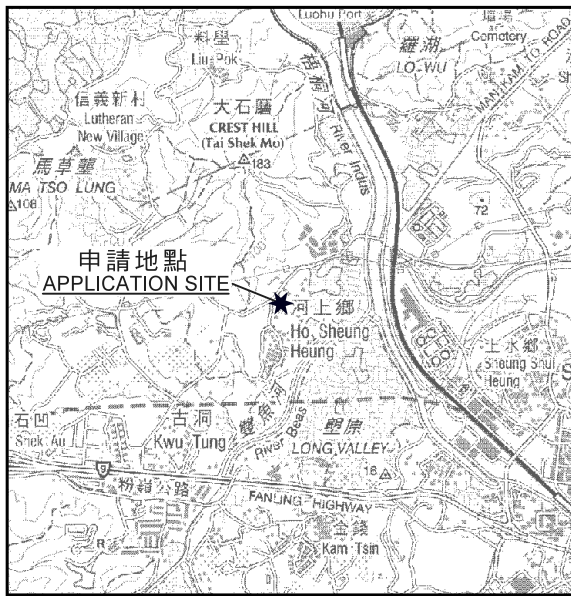 Luohu Port
料壆
Liu Pok
羅湖
LO WU
Cemetery
MAN KAM TO ROAD
梧桐河
River Indus
信義新村
Lutheran
New Village
大石磨
CREST HILL
(Tai Shek Mo)
183
馬草壟
MA TSO LUNG
108
72
申請地點
APPLICATION SITE
河上鄉
Ho Sheung
Heung
上水鄉
Sheung Shui
Heung
石凹
Shek Au
古洞
Kwu Tung
雙魚河
River Beas
塱原
LONG VALLEY
16
9
粉錦公路
FANLING HIGHWAY
金錢
Kam Tsin
R